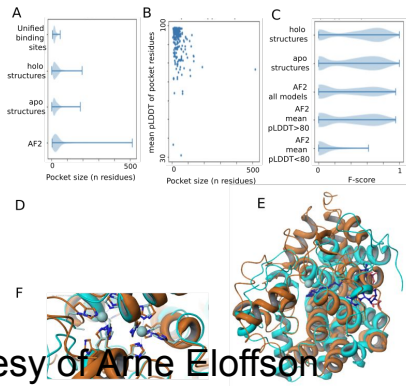 A
Unified
binding
sites
holo
structures
apo
structures
AF2
0
500
Pocket size (n residues)
B
100
mean pLDDT of pocket residues
30
0
500
Pocket size (n residues)
C
holo
structures
apo
structures
AF2
all models
AF2
mean
pLDDT>80
AF2
mean
pLDDT<80
0
1
F-score
D
E
F
esy of Arne Eloffson